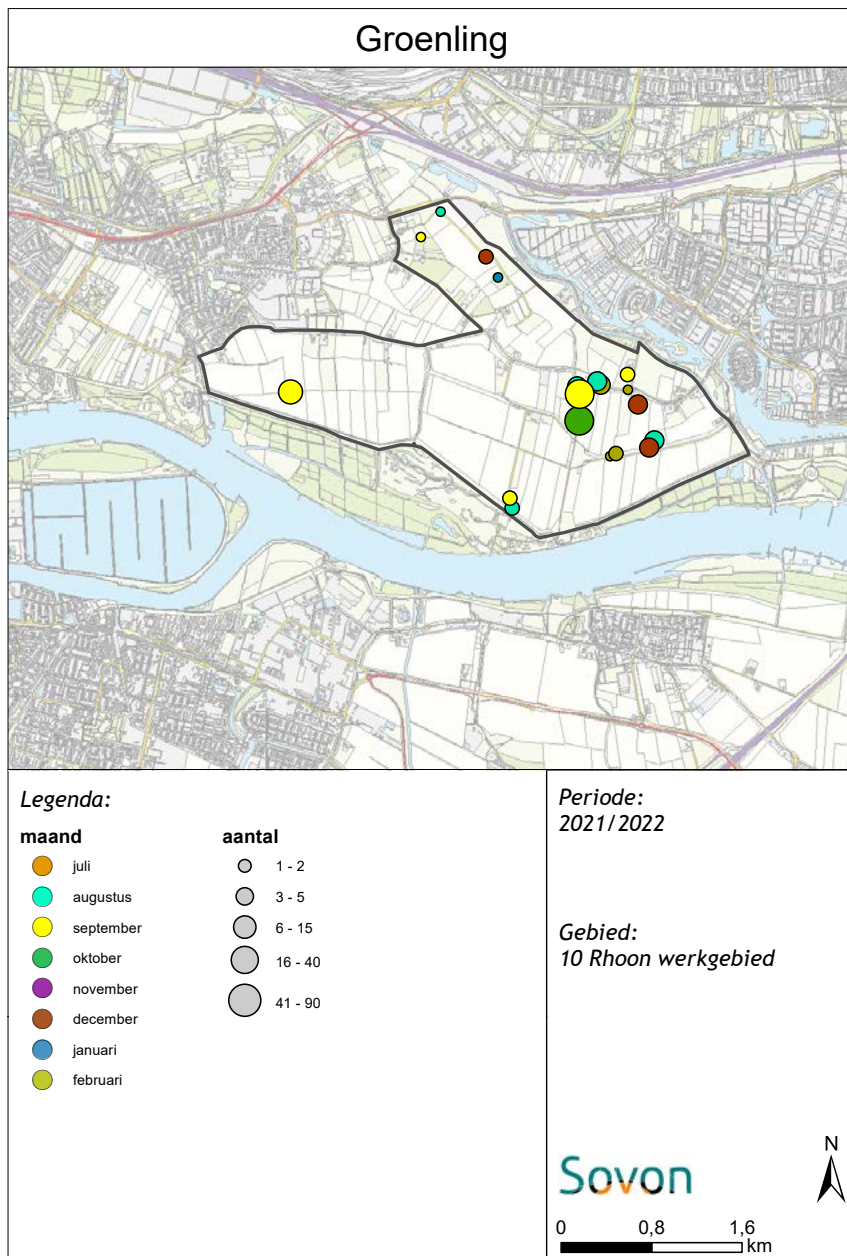 Groenling
Legenda:
maand
juli
augustus
september
oktober
november
december
januari
februari
aantal
1 - 2
3 - 5
6 - 15
16 - 40
41 - 90
Periode:
2021/2022
Gebied:
10 Rhoon werkgebied
Sovon
N
0 0,8 1,6
km